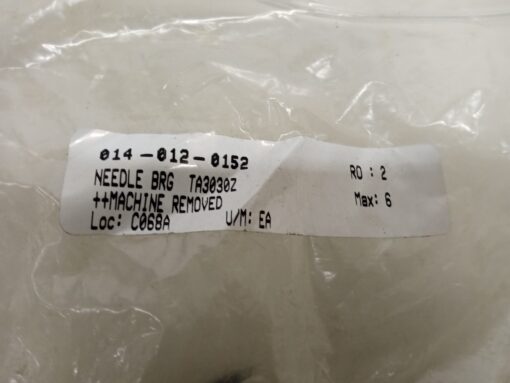 014-012-0152
NEEDLE BRG TA3030Z
++MACHINE REMOVED
Loc: C068A U/M: EA
RO : 2
Max: 6